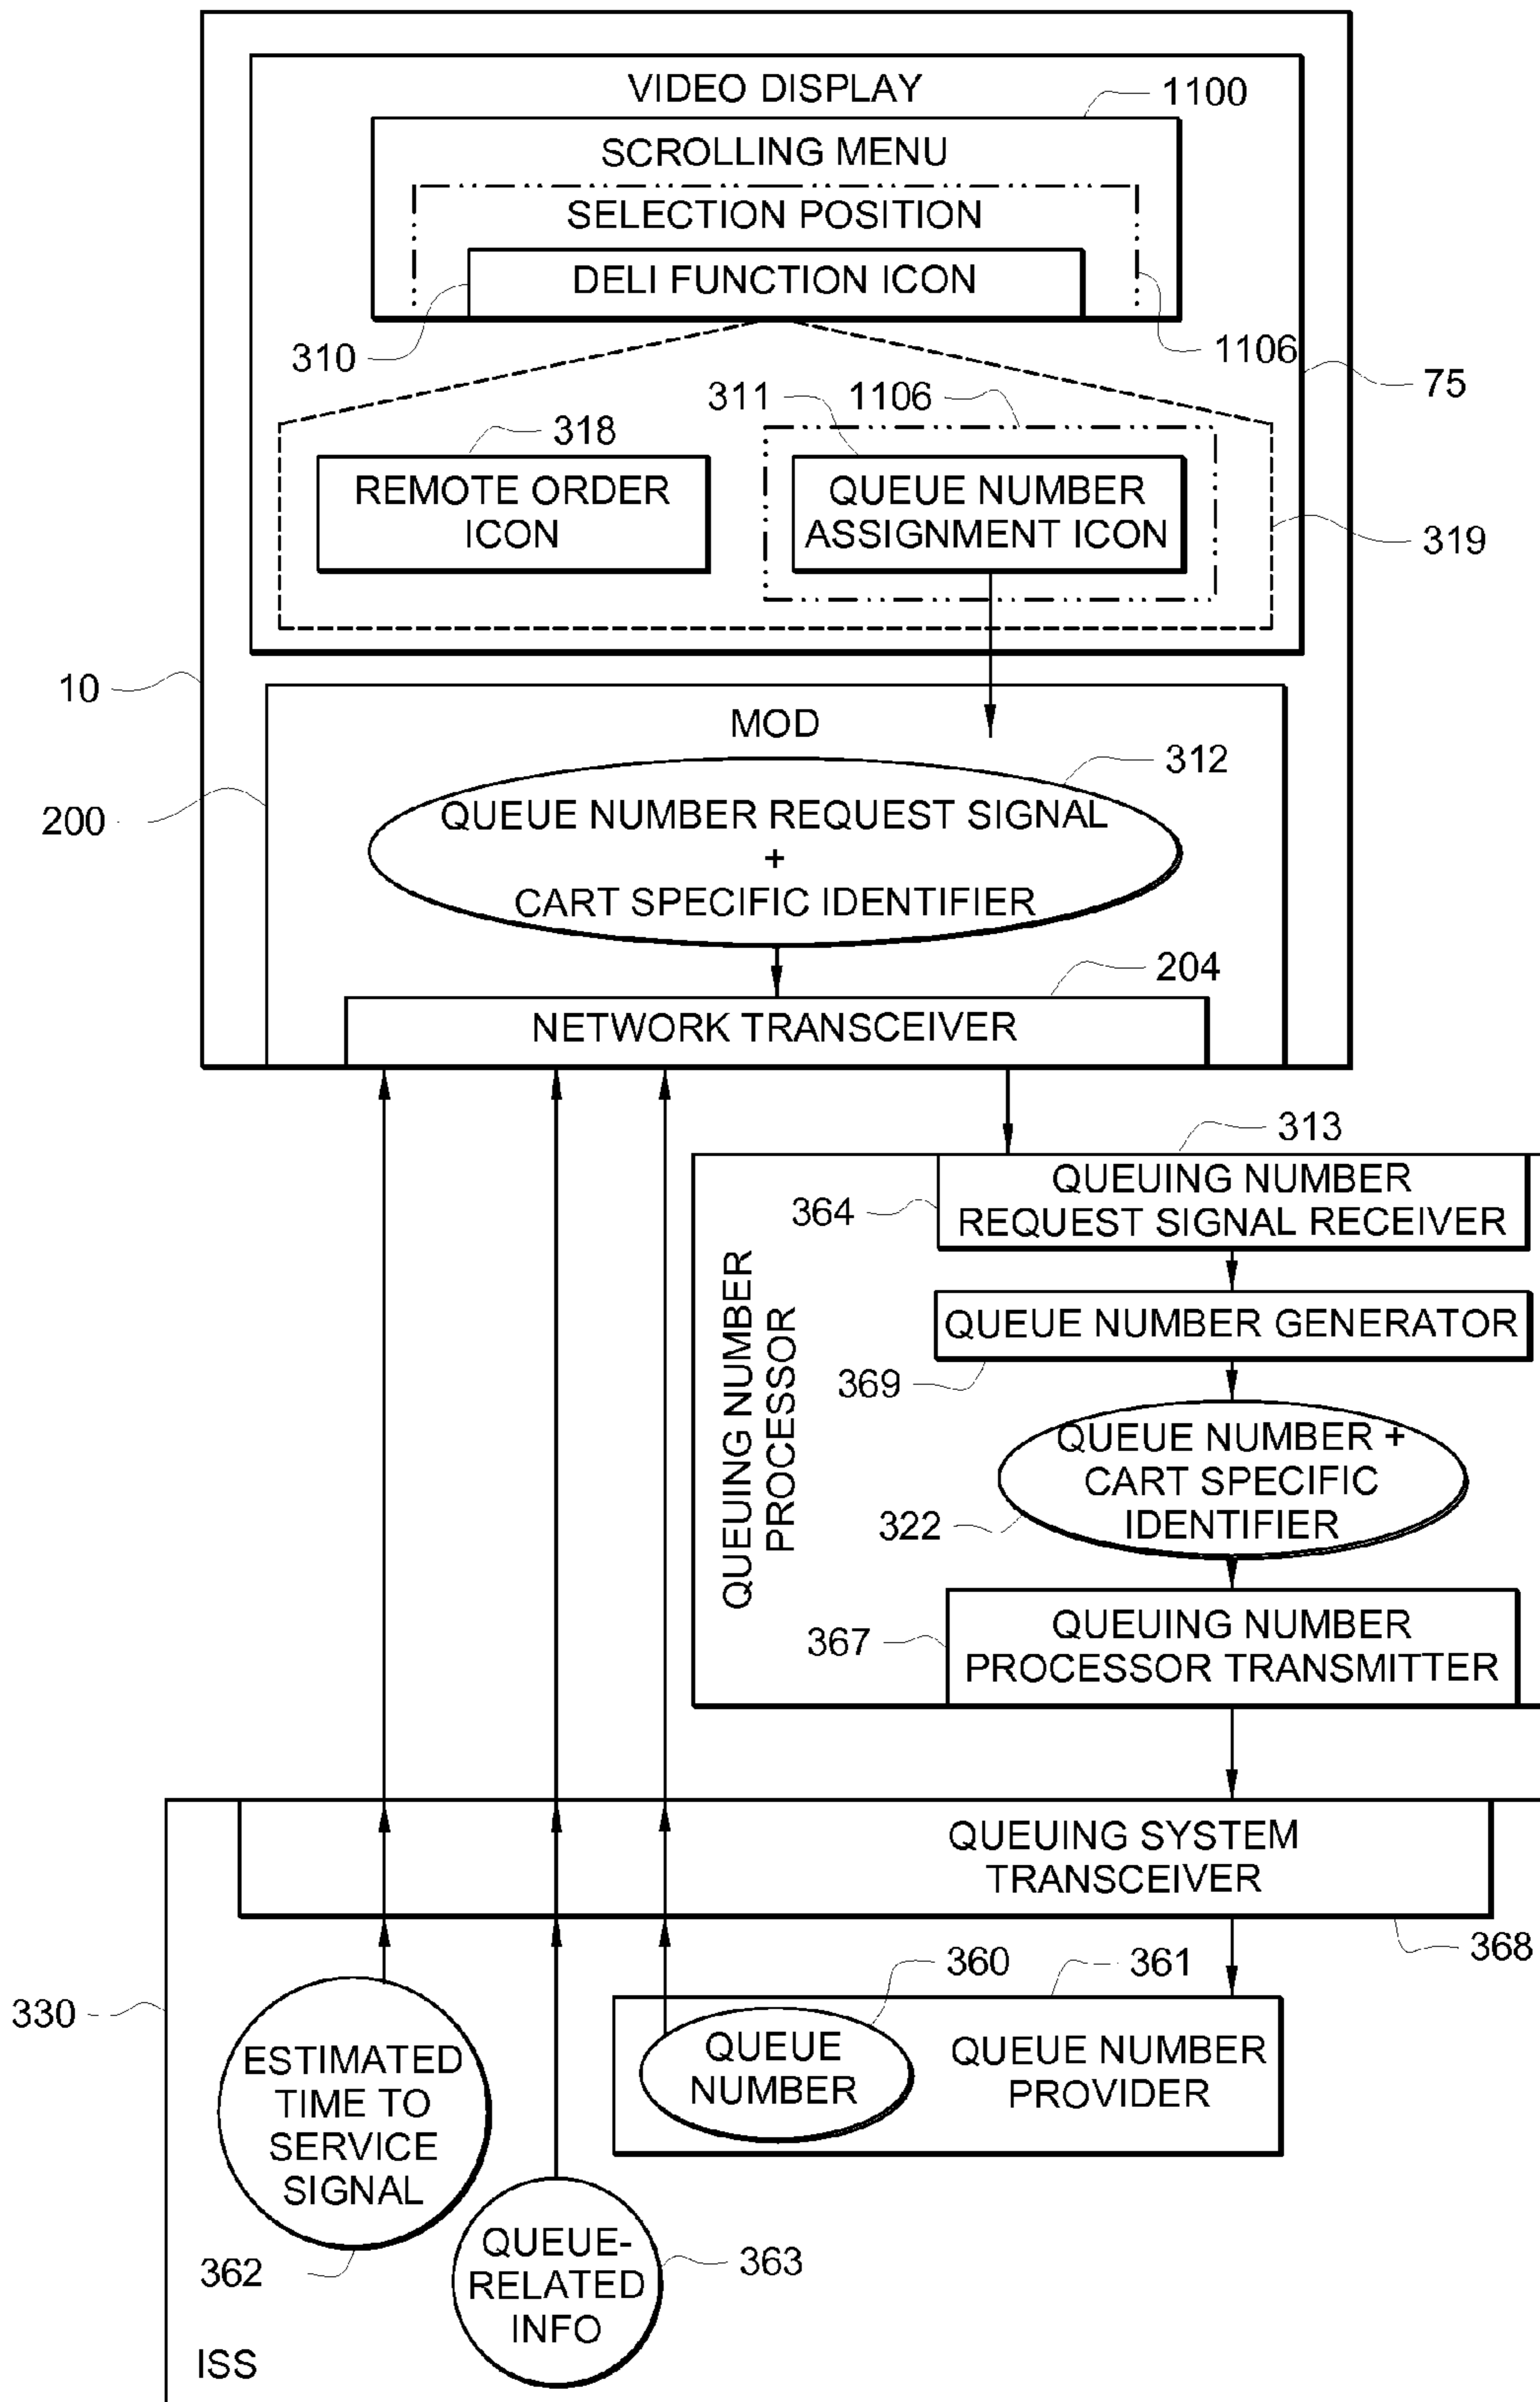 VIDEO DISPLAY
1100
SCROLLING MENU
SELECTION POSITION
DELI FUNCTION ICON
310
1106
75
311
1106
318
REMOTE ORDER
ICON
QUEUE NUMBER
ASSIGNMENT ICON
319
10
MOD
312
200
QUEUE NUMBER REQUEST SIGNAL
+
CART SPECIFIC IDENTIFIER
204
NETWORK TRANSCEIVER
313
364
QUEUING NUMBER
REQUEST SIGNAL RECEIVER
QUEUING NUMBER
PROCESSOR
QUEUE NUMBER GENERATOR
369
QUEUE NUMBER +
CART SPECIFIC
IDENTIFIER
322
367
QUEUING NUMBER
PROCESSOR TRANSMITTER
QUEUING SYSTEM
TRANSCEIVER
368
360
361
330
QUEUE
NUMBER
QUEUE NUMBER
PROVIDER
ESTIMATED
TIME TO
SERVICE
SIGNAL
362
QUEUE-
RELATED
INFO
363
ISS